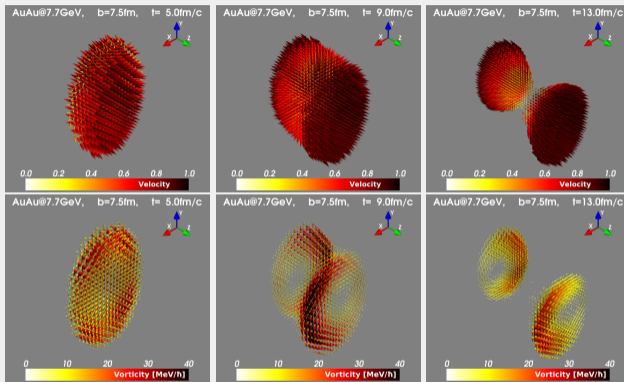 AuAu@7.7GeV, b=7.5fm, t= 5.0fm/c
X Y Z
0.0 0.2 0.4 0.6 0.8 1.0
Velocity
AuAu@7.7GeV, b=7.5fm, t= 9.0fm/c
X Y Z
0.0 0.2 0.4 0.6 0.8 1.0
Velocity
AuAu@7.7GeV, b=7.5fm, t=13.0fm/c
X Y Z
0.0 0.2 0.4 0.6 0.8 1.0
Velocity
AuAu@7.7GeV, b=7.5fm, t= 5.0fm/c
X Y Z
0 10 20 30 40
Vorticity [MeV/h]
AuAu@7.7GeV, b=7.5fm, t= 9.0fm/c
X Y Z
0 10 20 30 40
Vorticity [MeV/h]
AuAu@7.7GeV, b=7.5fm, t=13.0fm/c
X Y Z
0 10 20 30 40
Vorticity [MeV/h]